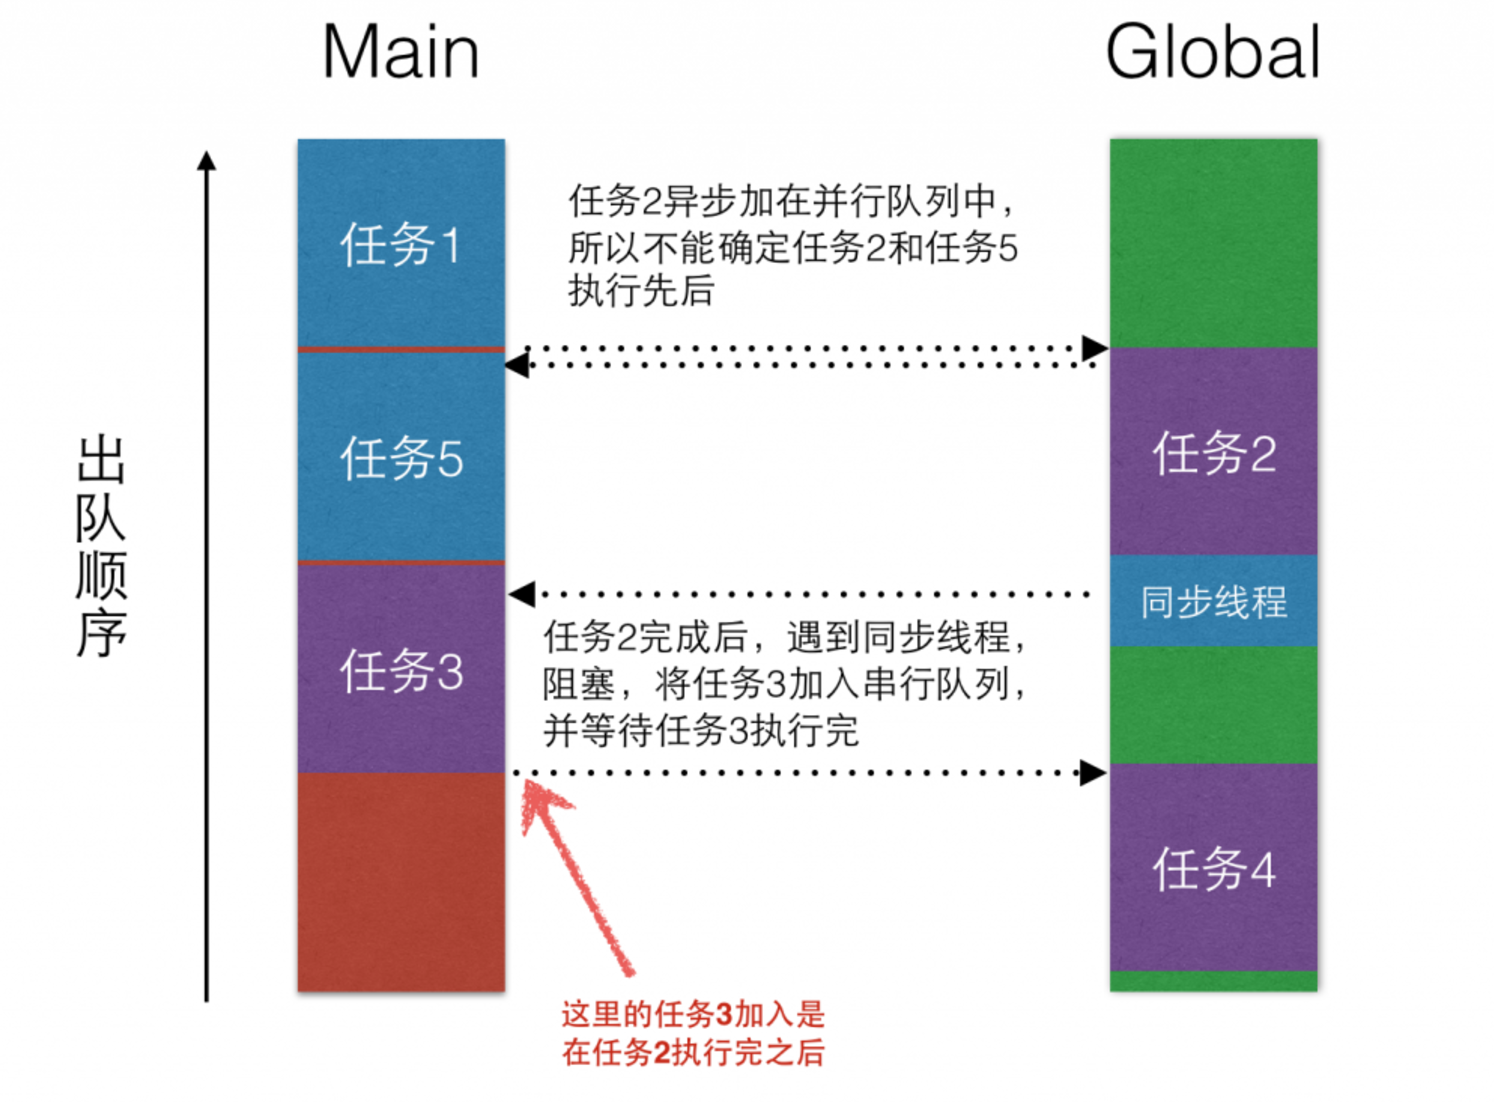 Main
Global
任务1
任务2异步加在并行队列中，
所以不能确定任务2和任务5
执行先后
任务5
任务2
出队顺序
同步线程
任务3
任务2完成后，遇到同步线程，
阻塞，将任务3加入串行队列，
并等待任务3执行完
任务4
这里的任务3加入是
在任务2执行完之后